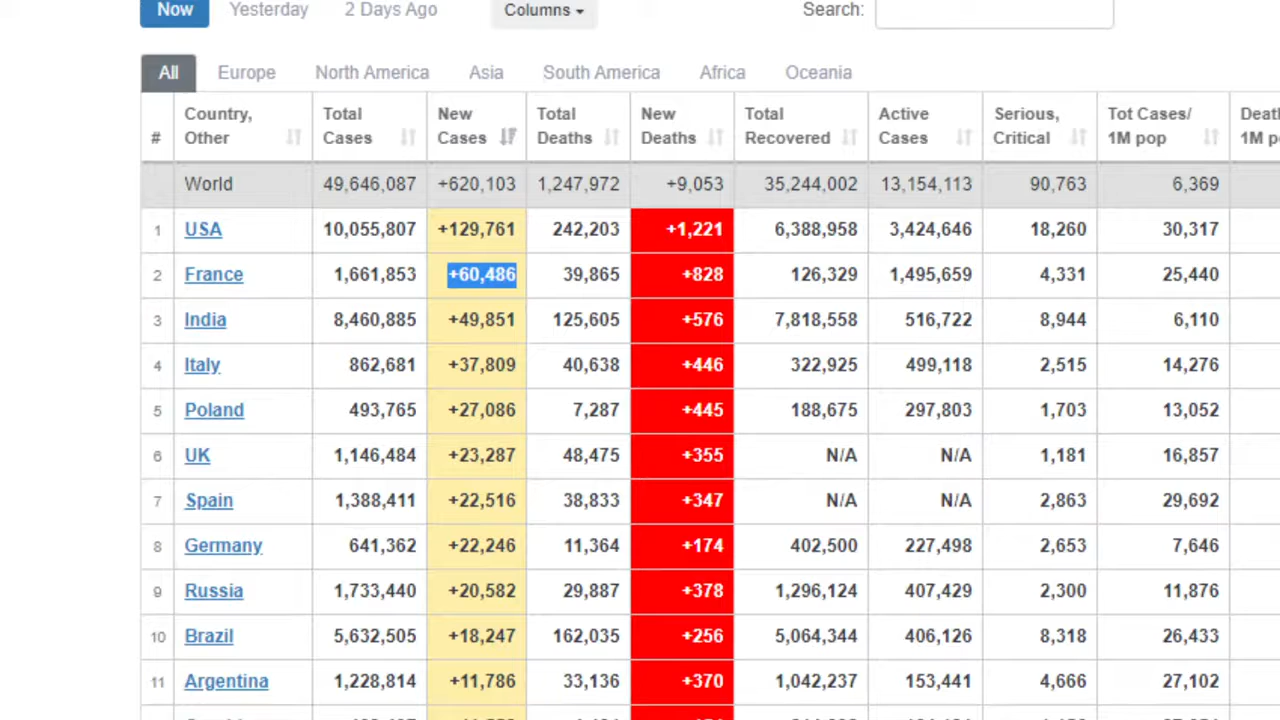 Now Yesterday 2 Days Ago Columns Search:
All Europe North America Asia South America Africa Oceania
# Country, Other Total Cases New Cases Total Deaths New Deaths Total Recovered Active Cases Serious, Critical Tot Cases/ 1M pop
World 49,646,087 +620,103 1,247,972 +9,053 35,244,002 13,154,113 90,763 6,369
1 USA 10,055,807 +129,761 242,203 +1,221 6,388,958 3,424,646 18,260 30,317
2 France 1,661,853 +60,486 39,865 +828 126,329 1,495,659 4,331 25,440
3 India 8,460,885 +49,851 125,605 +576 7,818,558 516,722 8,944 6,110
4 Italy 862,681 +37,809 40,638 +446 322,925 499,118 2,515 14,276
5 Poland 493,765 +27,086 7,287 +445 188,675 297,803 1,703 13,052
6 UK 1,146,484 +23,287 48,475 +355 N/A N/A 1,181 16,857
7 Spain 1,388,411 +22,516 38,833 +347 N/A N/A 2,863 29,692
8 Germany 641,362 +22,246 11,364 +174 402,500 227,498 2,653 7,646
9 Russia 1,733,440 +20,582 29,887 +378 1,296,124 407,429 2,300 11,876
10 Brazil 5,632,505 +18,247 162,035 +256 5,064,344 406,126 8,318 26,433
11 Argentina 1,228,814 +11,786 33,136 +370 1,042,237 153,441 4,666 27,102